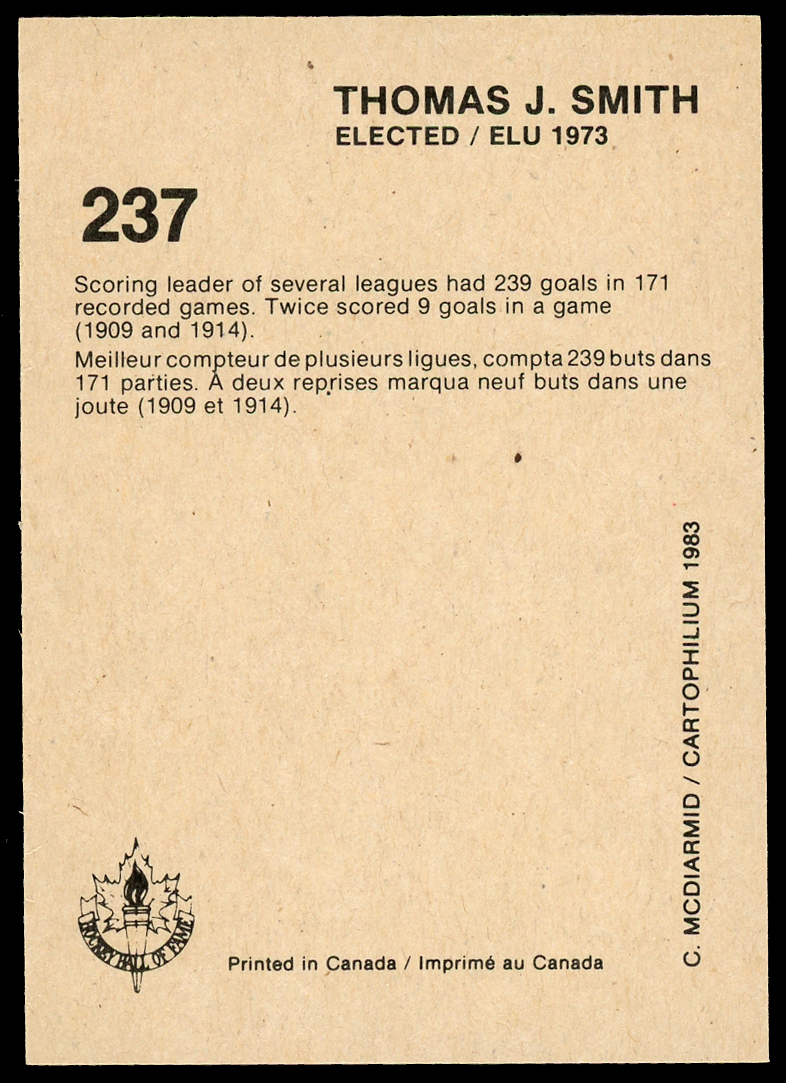 THOMAS J. SMITH
ELECTED / ELU 1973
237
Scoring leader of several leagues had 239 goals in 171
recorded games. Twice scored 9 goals in a game
(1909 and 1914).
Meilleur compteur de plusieurs ligues, compta 239 buts dans
171 parties. À deux reprises marqua neuf buts dans une
joute (1909 et 1914).
C. MCDIARMID / CARTOPHILIUM 1983
HOCKEY HALL OF FAME
Printed in Canada / Imprimé au Canada